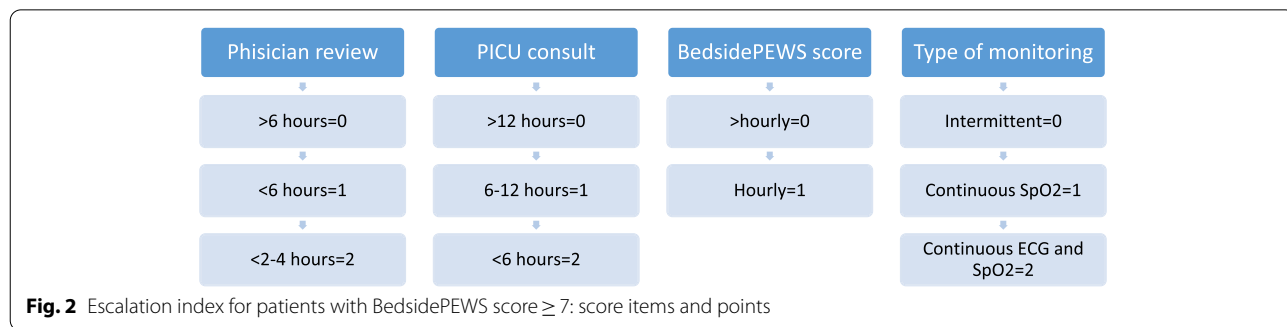 Phisician review
PICU consult
BedsidePEWS score
Type of monitoring
>6 hours=0
>12 hours=0
>hourly=0
Intermittent=0
<6 hours=1
6-12 hours=1
Hourly=1
Continuous SpO2=1
<2-4 hours=2
<6 hours=2
Continuous ECG and
SpO2=2
Fig. 2 Escalation index for patients with BedsidePEWS score ≥ 7: score items and points